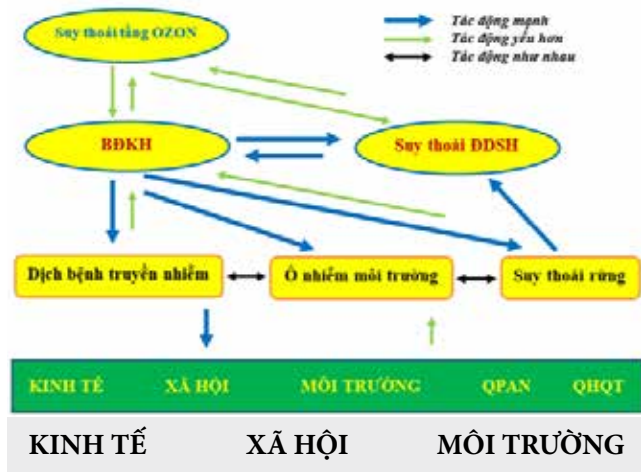 Suy thoái tầng OZON
Tác động mạnh
Tác động yếu hơn
Tác động như nhau
BĐKH
Suy thoái ĐDSH
Dịch bệnh truyền nhiễm
Ô nhiễm môi trường
Suy thoái rừng
KINH TẾ XÃ HỘI MÔI TRƯỜNG QPAN QHQT
KINH TẾ XÃ HỘI MÔI TRƯỜNG